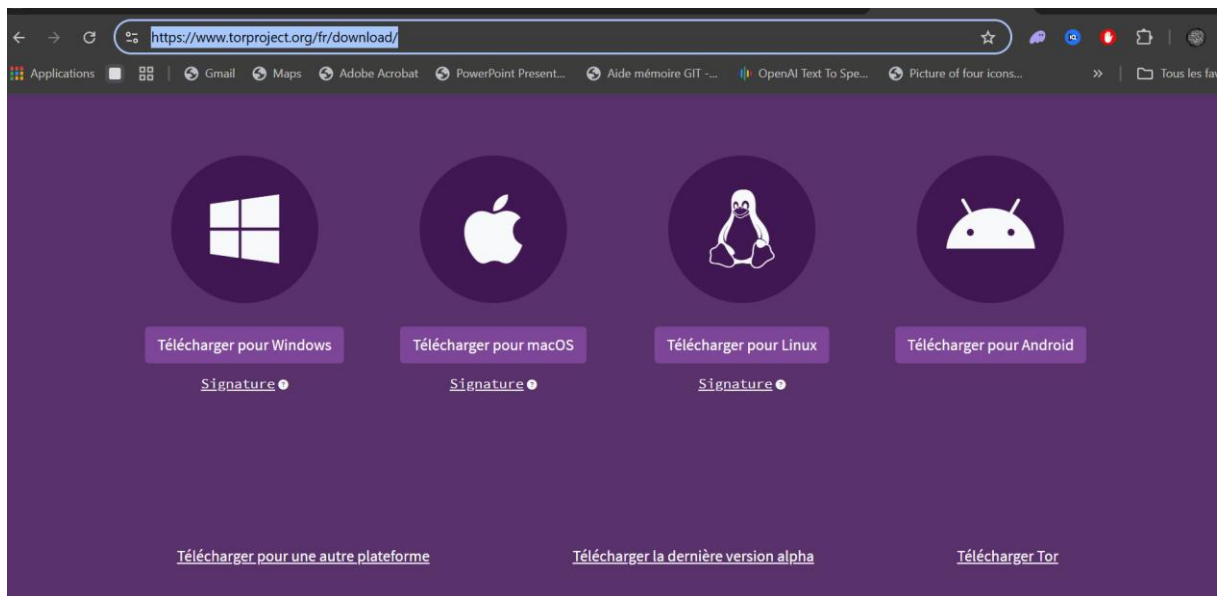 https://www.torproject.org/fr/download/
Applications Gmail Maps Adobe Acrobat PowerPoint Present... Aide mémoire GIT -... OpenAI Text To Spe... Picture of four icons... » Tous les fav
Télécharger pour Windows Télécharger pour macOS Télécharger pour Linux Télécharger pour Android
Signature Signature Signature
Télécharger pour une autre plateforme Télécharger la dernière version alpha Télécharger Tor